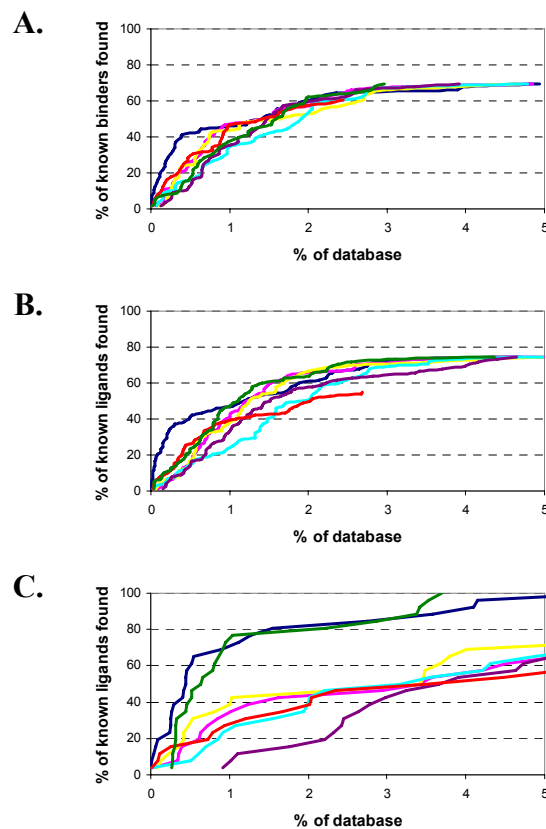 A.
% of known binders found
100
80
60
40
20
0
0 1 2 3 4 5
% of database
B.
% of known ligands found
100
80
60
40
20
0
0 1 2 3 4 5
% of database
C.
% of known ligands found
100
80
60
40
20
0
0 1 2 3 4 5
% of database